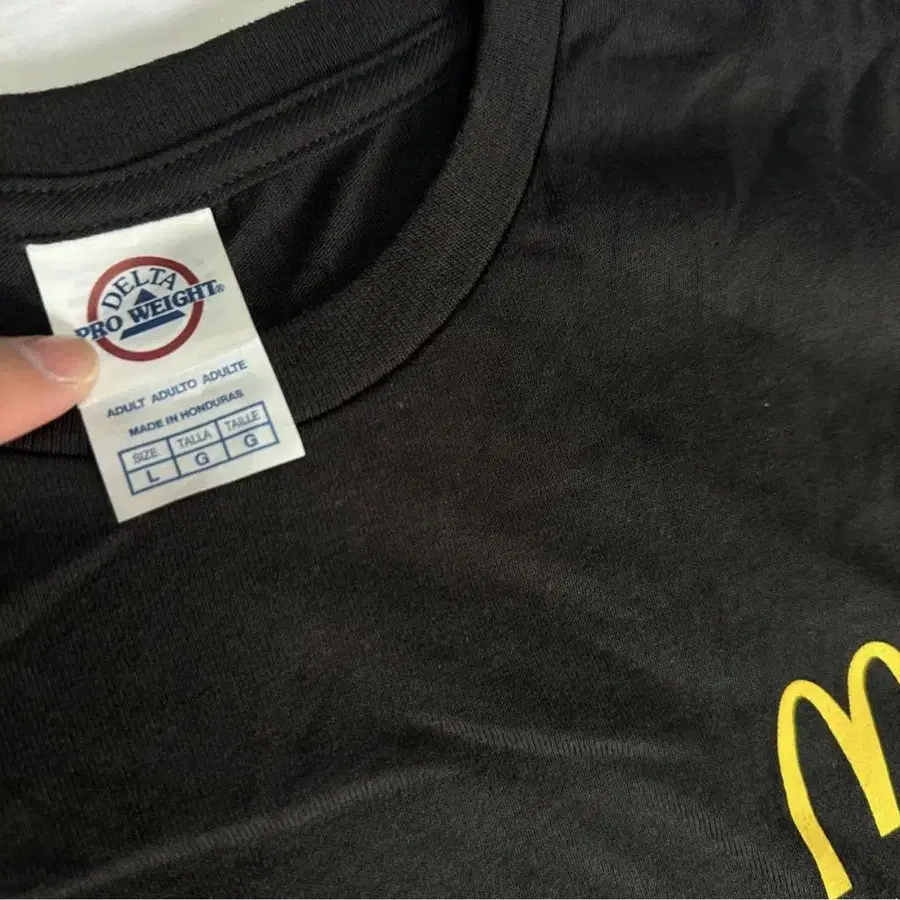 DELTA
PRO WEIGHT®
ADULT ADULTO ADULTE
MADE IN HONDURAS
SIZE TALLA TAILLE
L G G